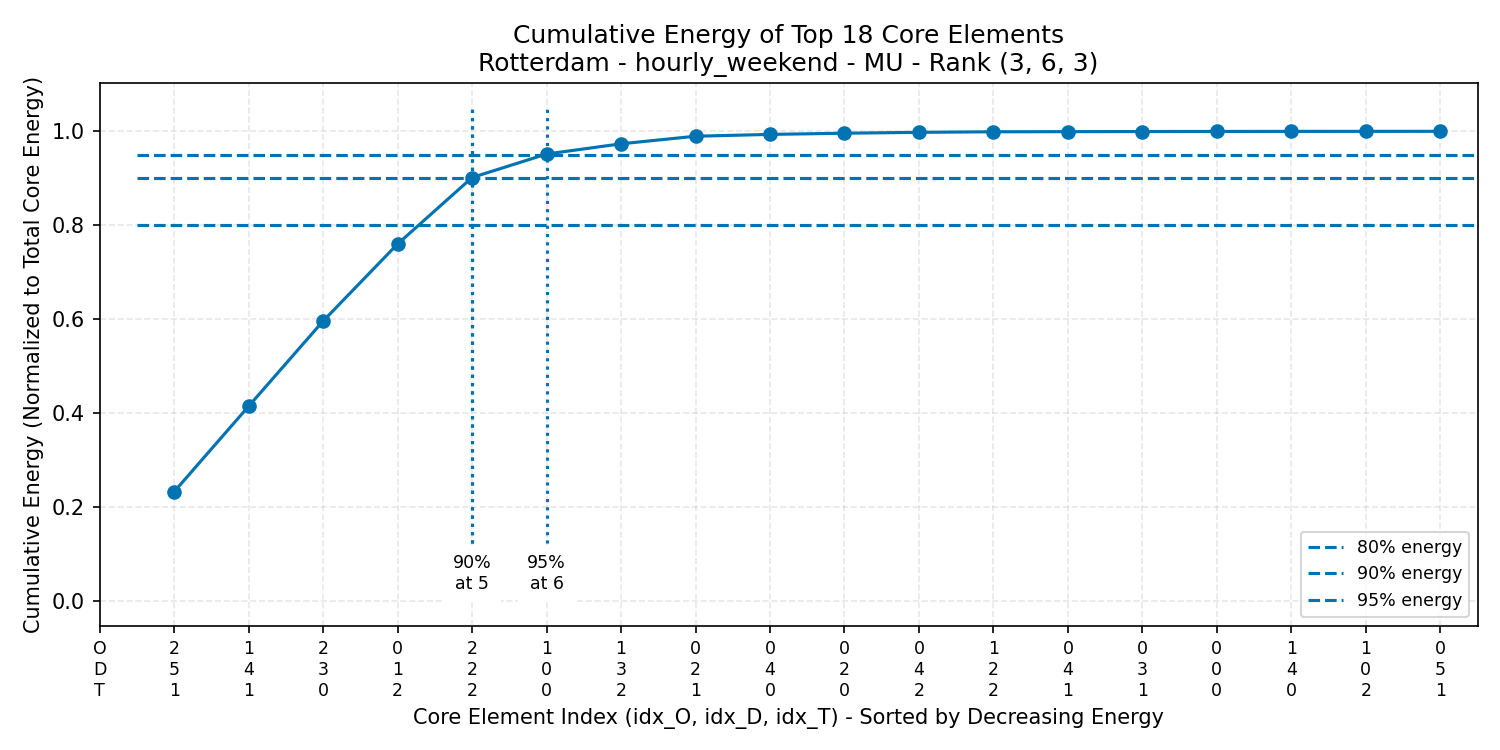 Cumulative Energy of Top 18 Core Elements
Rotterdam - hourly_weekend - MU - Rank (3, 6, 3)
Cumulative Energy (Normalized to Total Core Energy)
1.0
0.8
0.6
0.4
0.2
0.0
90%
at 5
95%
at 6
80% energy
90% energy
95% energy
O 2 1 2 0 2 1 1 0 0 0 0 1 0 0 0 1 1 0
D 5 4 3 1 2 0 3 2 4 2 4 2 4 3 0 4 0 5
T 1 1 0 2 2 0 2 1 0 0 2 2 1 1 0 0 2 1
Core Element Index (idx_O, idx_D, idx_T) - Sorted by Decreasing Energy